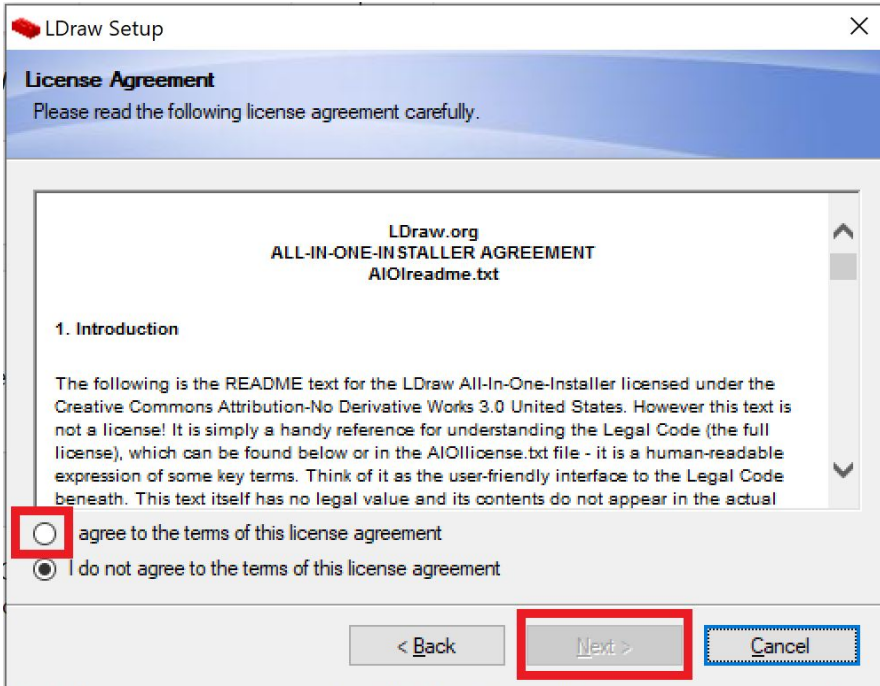 LDraw Setup
License Agreement
Please read the following license agreement carefully.
LDraw.org
ALL-IN-ONE-INSTALLER AGREEMENT
AIOIreadme.txt
1. Introduction
The following is the README text for the LDraw All-In-One-Installer licensed under the
Creative Commons Attribution-No Derivative Works 3.0 United States. However this text is
not a license! It is simply a handy reference for understanding the Legal Code (the full
license), which can be found below or in the AIOIlicense.txt file - it is a human-readable
expression of some key terms. Think of it as the user-friendly interface to the Legal Code
beneath. This text itself has no legal value and its contents do not appear in the actual
agree to the terms of this license agreement
I do not agree to the terms of this license agreement
< Back
Next >
Cancel